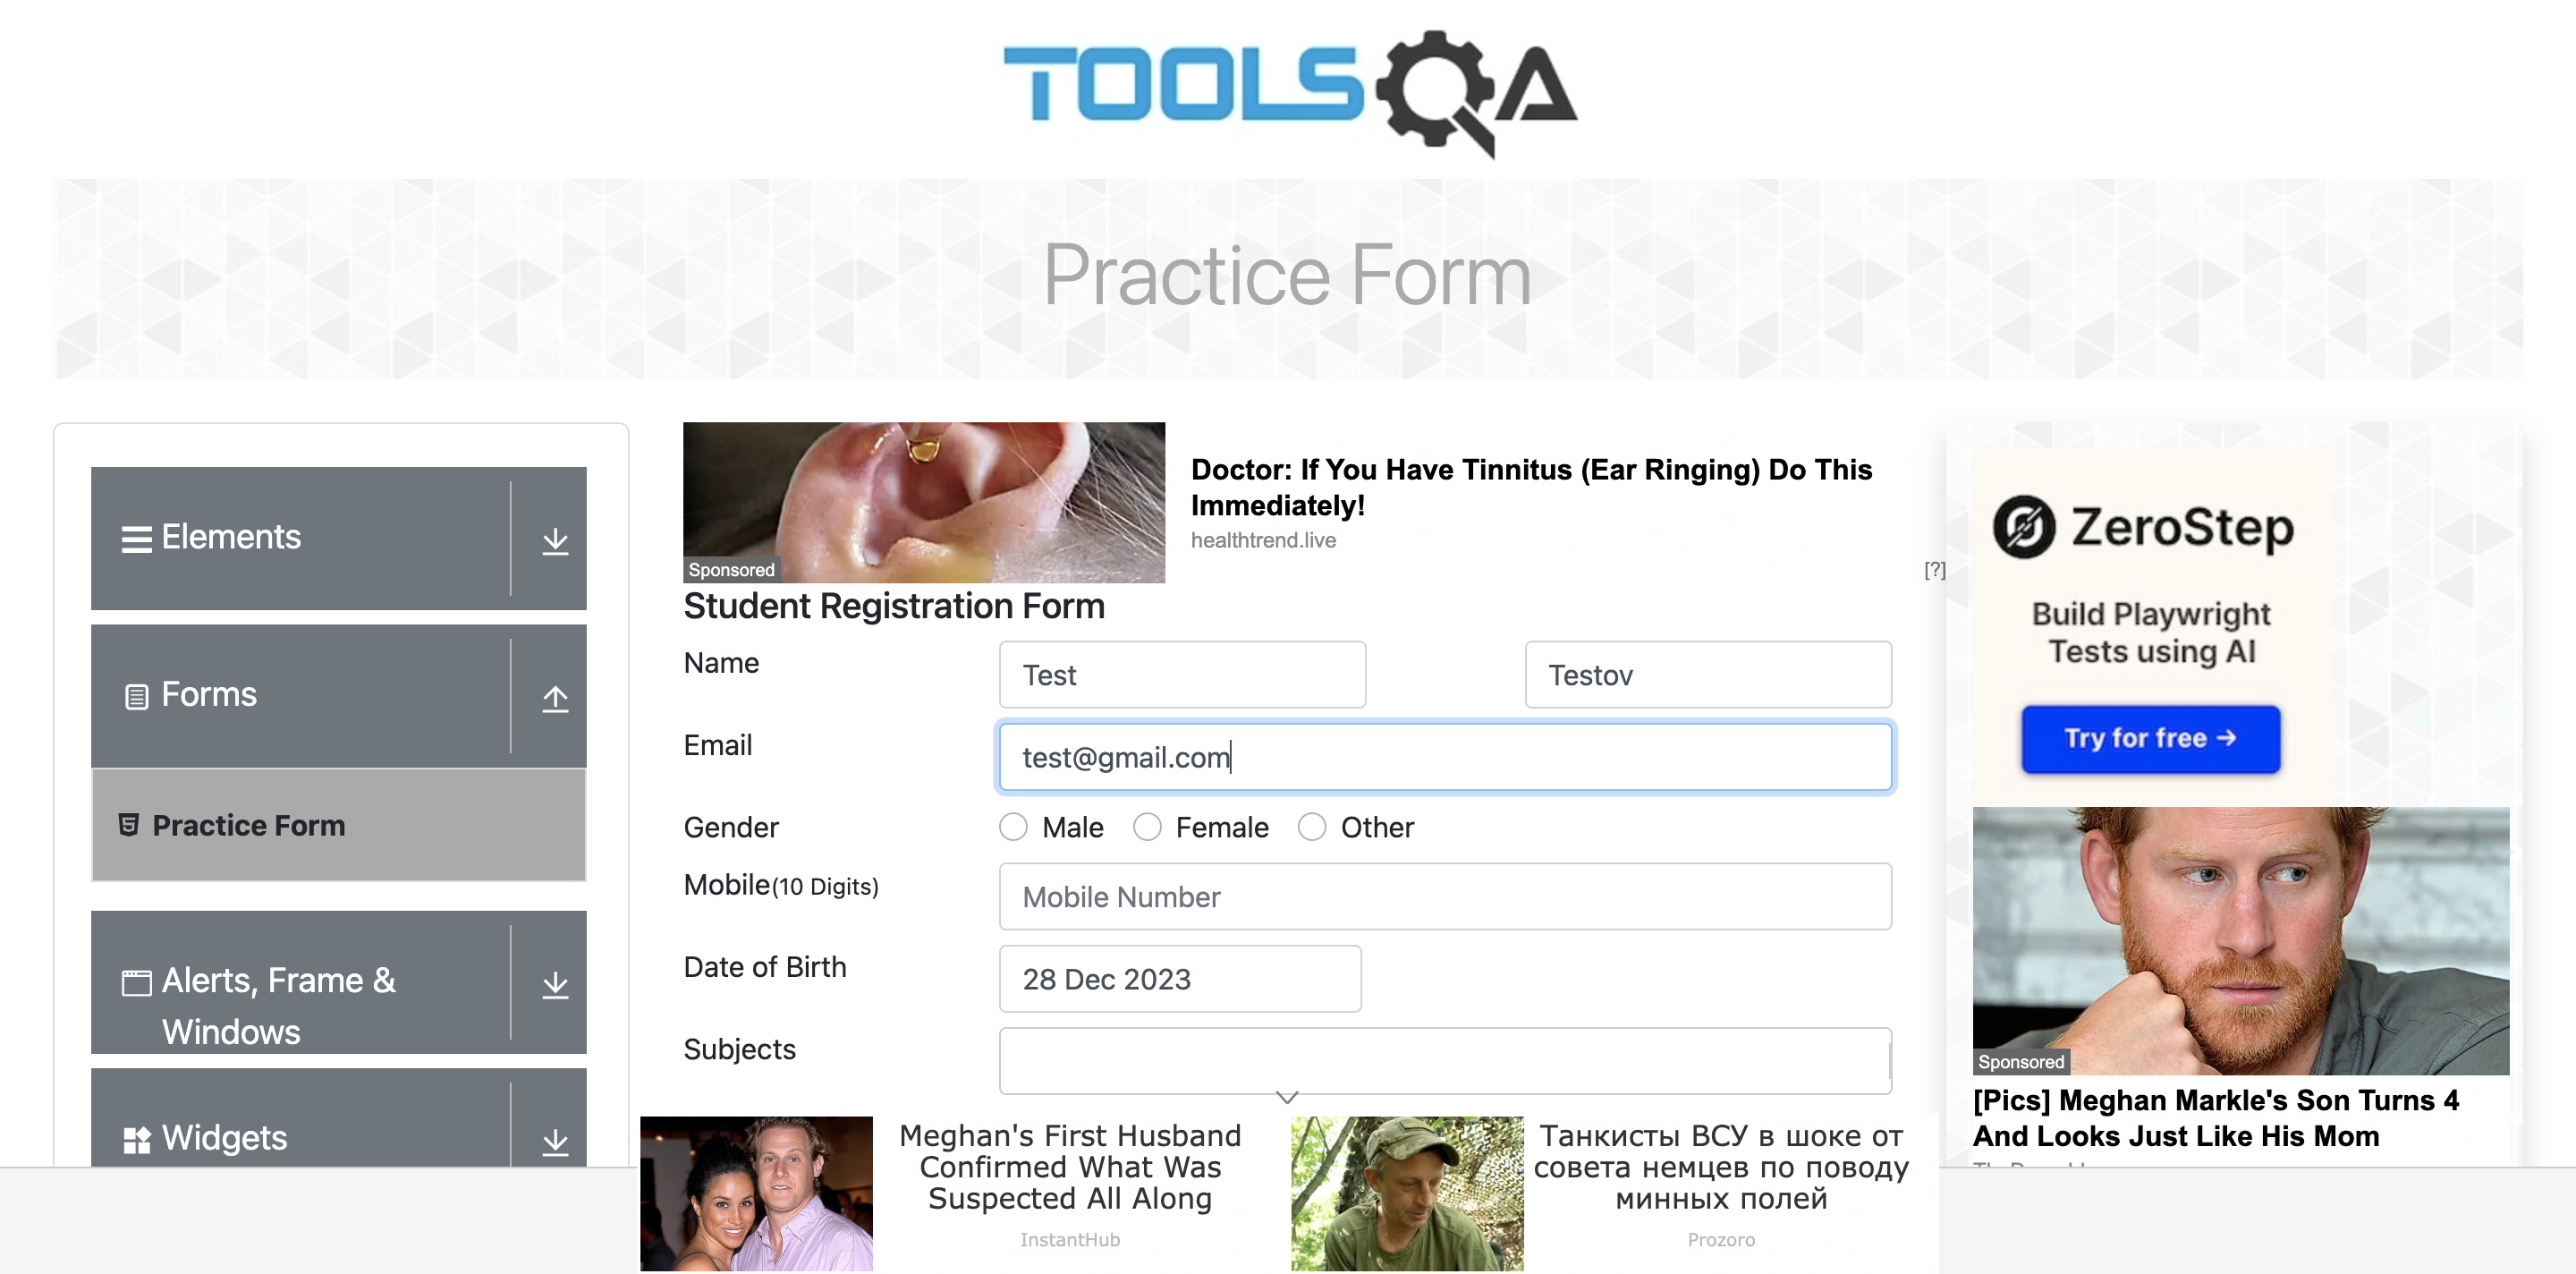 TOOLSQA
Practice Form
Elements
Forms
Practice Form
Alerts, Frame &
Windows
Widgets
Sponsored
Doctor: If You Have Tinnitus (Ear Ringing) Do This
Immediately!
healthtrend.live
[?]
Student Registration Form
Name
Test
Testov
Email
test@gmail.com
Gender
Male
Female
Other
Mobile(10 Digits)
Mobile Number
Date of Birth
28 Dec 2023
Subjects
ZeroStep
Build Playwright
Tests using AI
Try for free →
Sponsored
[Pics] Meghan Markle's Son Turns 4
And Looks Just Like His Mom
Meghan's First Husband
Confirmed What Was
Suspected All Along
InstantHub
Танкисты ВСУ в шоке от
совета немцев по поводу
минных полей
Prozoro